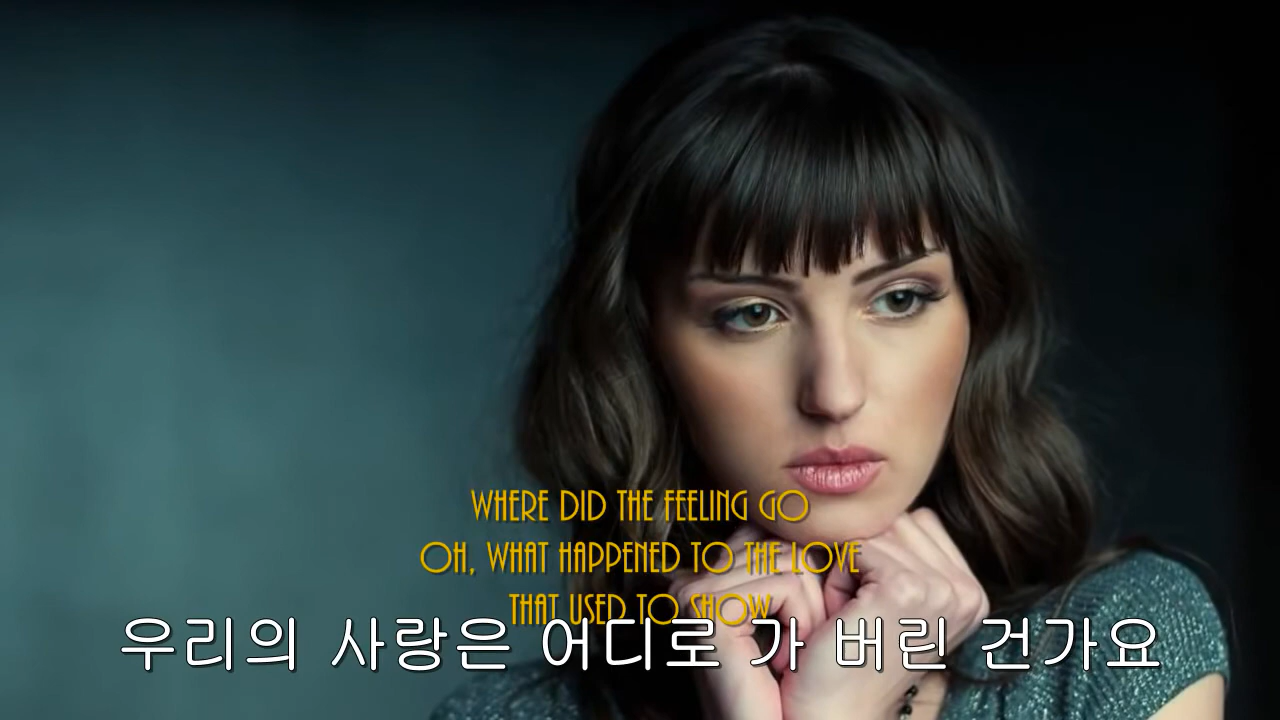 WHERE DID THE FEELING GO
OH, WHAT HAPPENED TO THE LOVE
THAT USED TO SHOW
우리의 사랑은 어디로 가 버린 건가요